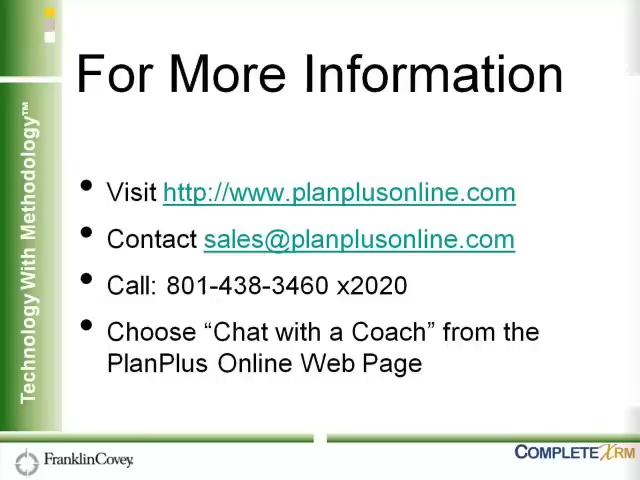 For More Information
Technology With Methodology™
• Visit http://www.planplusonline.com
• Contact sales@planplusonline.com
• Call: 801-438-3460 x2020
• Choose “Chat with a Coach” from the
PlanPlus Online Web Page
FranklinCovey
COMPLETEXRM